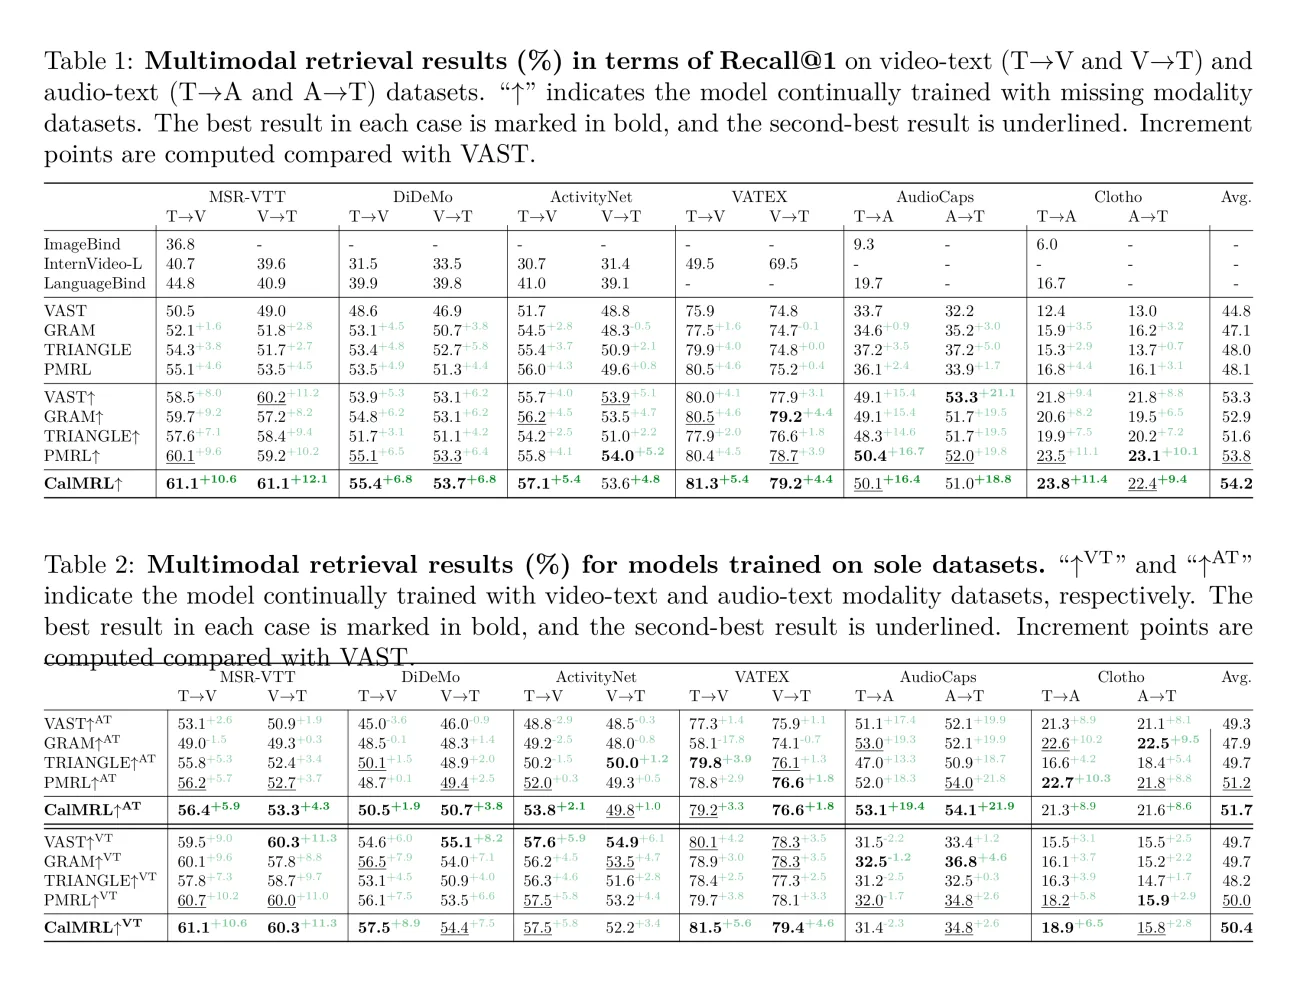 Table 1: Multimodal retrieval results (%) in terms of Recall@1 on video-text (T→V and V→T) and
audio-text (T→A and A→T) datasets. “↑” indicates the model continually trained with missing modality
datasets. The best result in each case is marked in bold, and the second-best result is underlined. Increment
points are computed compared with VAST.
MSR-VTT DiDeMo ActivityNet VATEX AudioCaps Clotho Avg.
T→V V→T T→V V→T T→V V→T T→V V→T T→A A→T T→A A→T
ImageBind 36.8 - - - - - - - 9.3 - 6.0 - -
InternVideo-L 40.7 39.6 31.5 33.5 30.7 31.4 49.5 69.5 - - - - -
LanguageBind 44.8 40.9 39.9 39.8 41.0 39.1 - - 19.7 - 16.7 - -
VAST 50.5 49.0 48.6 46.9 51.7 48.8 75.9 74.8 33.7 32.2 12.4 13.0 44.8
GRAM 52.1+1.6 51.8+2.8 53.1+4.5 50.7+3.8 54.5+2.8 48.3-0.5 77.5+1.6 74.7-0.1 34.6+0.9 35.2+3.0 15.9+3.5 16.2+3.2 47.1
TRIANGLE 54.3+3.8 51.7+2.7 53.4+4.8 52.7+5.8 55.4+3.7 50.9+2.1 79.9+4.0 74.8+0.0 37.2+3.5 37.2+5.0 15.3+2.9 13.7+0.7 48.0
PMRL 55.1+4.6 53.5+4.5 53.5+4.9 51.3+4.4 56.0+4.3 49.6+0.8 80.5+4.6 75.2+0.4 36.1+2.4 33.9+1.7 16.8+4.4 16.1+3.1 48.1
VAST↑ 58.5+8.0 60.2+11.2 53.9+5.3 53.1+6.2 55.7+4.0 53.9+5.1 80.0+4.1 77.9+3.1 49.1+15.4 53.3+21.1 21.8+9.4 21.8+8.8 53.3
GRAM↑ 59.7+9.2 57.2+8.2 54.8+6.2 53.1+6.2 56.2+4.5 53.5+4.7 80.5+4.6 79.2+4.4 49.1+15.4 51.7+19.5 20.6+8.2 19.5+6.5 52.9
TRIANGLE↑ 57.6+7.1 58.4+9.4 51.7+3.1 51.1+4.2 54.2+2.5 51.0+2.2 77.9+2.0 76.6+1.8 48.3+14.6 51.7+19.5 19.9+7.5 20.2+7.2 51.6
PMRL↑ 60.1+9.6 59.2+10.2 55.1+6.5 53.3+6.4 55.8+4.1 54.0+5.2 80.4+4.5 78.7+3.9 50.4+16.7 52.0+19.8 23.5+11.1 23.1+10.1 53.8
CalMRL↑ 61.1+10.6 61.1+12.1 55.4+6.8 53.7+6.8 57.1+5.4 53.6+4.8 81.3+5.4 79.2+4.4 50.1+16.4 51.0+18.8 23.8+11.4 22.4+9.4 54.2
Table 2: Multimodal retrieval results (%) for models trained on sole datasets. “↑VT” and “↑AT”
indicate the model continually trained with video-text and audio-text modality datasets, respectively. The
best result in each case is marked in bold, and the second-best result is underlined. Increment points are
computed compared with VAST.
MSR-VTT DiDeMo ActivityNet VATEX AudioCaps Clotho Avg.
T→V V→T T→V V→T T→V V→T T→V V→T T→A A→T T→A A→T
VAST↑AT 53.1+2.6 50.9+1.9 45.0-3.6 46.0-0.9 48.8-2.9 48.5-0.3 77.3+1.4 75.9+1.1 51.1+17.4 52.1+19.9 21.3+8.9 21.1+8.1 49.3
GRAM↑AT 49.0-1.5 49.3+0.3 48.5-0.1 48.3+1.4 49.2-2.5 48.0-0.8 58.1-17.8 74.1-0.7 53.0+19.3 52.1+19.9 22.6+10.2 22.5+9.5 47.9
TRIANGLE↑AT 55.8+5.3 52.4+3.4 50.1+1.5 48.9+2.0 50.2-1.5 50.0+1.2 79.8+3.9 76.1+1.3 47.0+13.3 50.9+18.7 16.6+4.2 18.4+5.4 49.7
PMRL↑AT 56.2+5.7 52.7+3.7 48.7+0.1 49.4+2.5 52.0+0.3 49.3+0.5 78.8+2.9 76.6+1.8 52.0+18.3 54.0+21.8 22.7+10.3 21.8+8.8 51.2
CalMRL↑AT 56.4+5.9 53.3+4.3 50.5+1.9 50.7+3.8 53.8+2.1 49.8+1.0 79.2+3.3 76.6+1.8 53.1+19.4 54.1+21.9 21.3+8.9 21.6+8.6 51.7
VAST↑VT 59.5+9.0 60.3+11.3 54.6+6.0 55.1+8.2 57.6+5.9 54.9+6.1 80.1+4.2 78.3+3.5 31.5-2.2 33.4+1.2 15.5+3.1 15.5+2.5 49.7
GRAM↑VT 60.1+9.6 57.8+8.8 56.5+7.9 54.0+7.1 56.2+4.5 53.5+4.7 78.9+3.0 78.3+3.5 32.5-1.2 36.8+4.6 16.1+3.7 15.2+2.2 49.7
TRIANGLE↑VT 57.8+7.3 58.7+9.7 53.1+4.5 50.9+4.0 56.3+4.6 51.6+2.8 78.4+2.5 77.3+2.5 31.2-2.5 32.5+0.3 16.3+3.9 14.7+1.7 48.2
PMRL↑VT 60.7+10.2 60.0+11.0 56.1+7.5 53.5+6.6 57.5+5.8 53.2+4.4 79.7+3.8 78.1+3.3 32.0-1.7 34.8+2.6 18.2+5.8 15.9+2.9 50.0
CalMRL↑VT 61.1+10.6 60.3+11.3 57.5+8.9 54.4+7.5 57.5+5.8 52.2+3.4 81.5+5.6 79.4+4.6 31.4-2.3 34.8+2.6 18.9+6.5 15.8+2.8 50.4